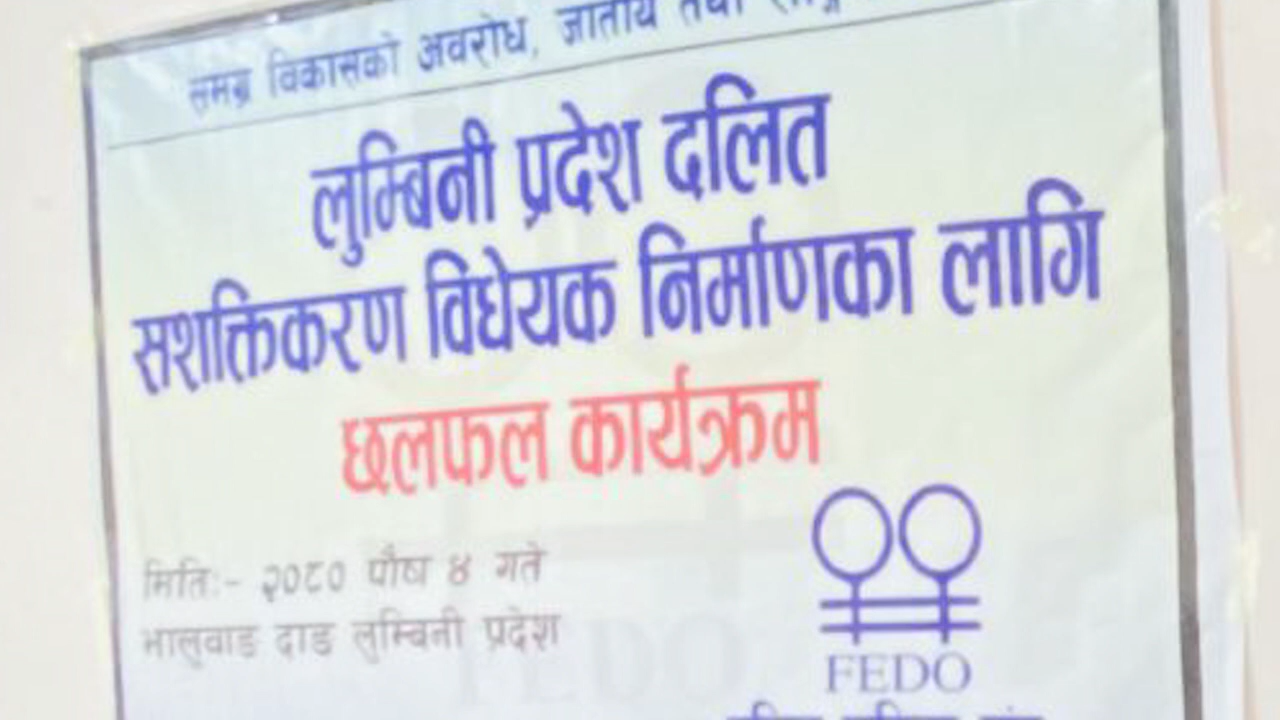 समग्र विकासको अवरोध, जातीय तथा
लुम्बिनी प्रदेश दलित
सशक्तिकरण विधेयक निर्माणका लागि
छलफल कार्यक्रम
मितिः- २०८० पौष ४ गते
भालुवाङ दाङ लुम्बिनी प्रदेश
FEDO